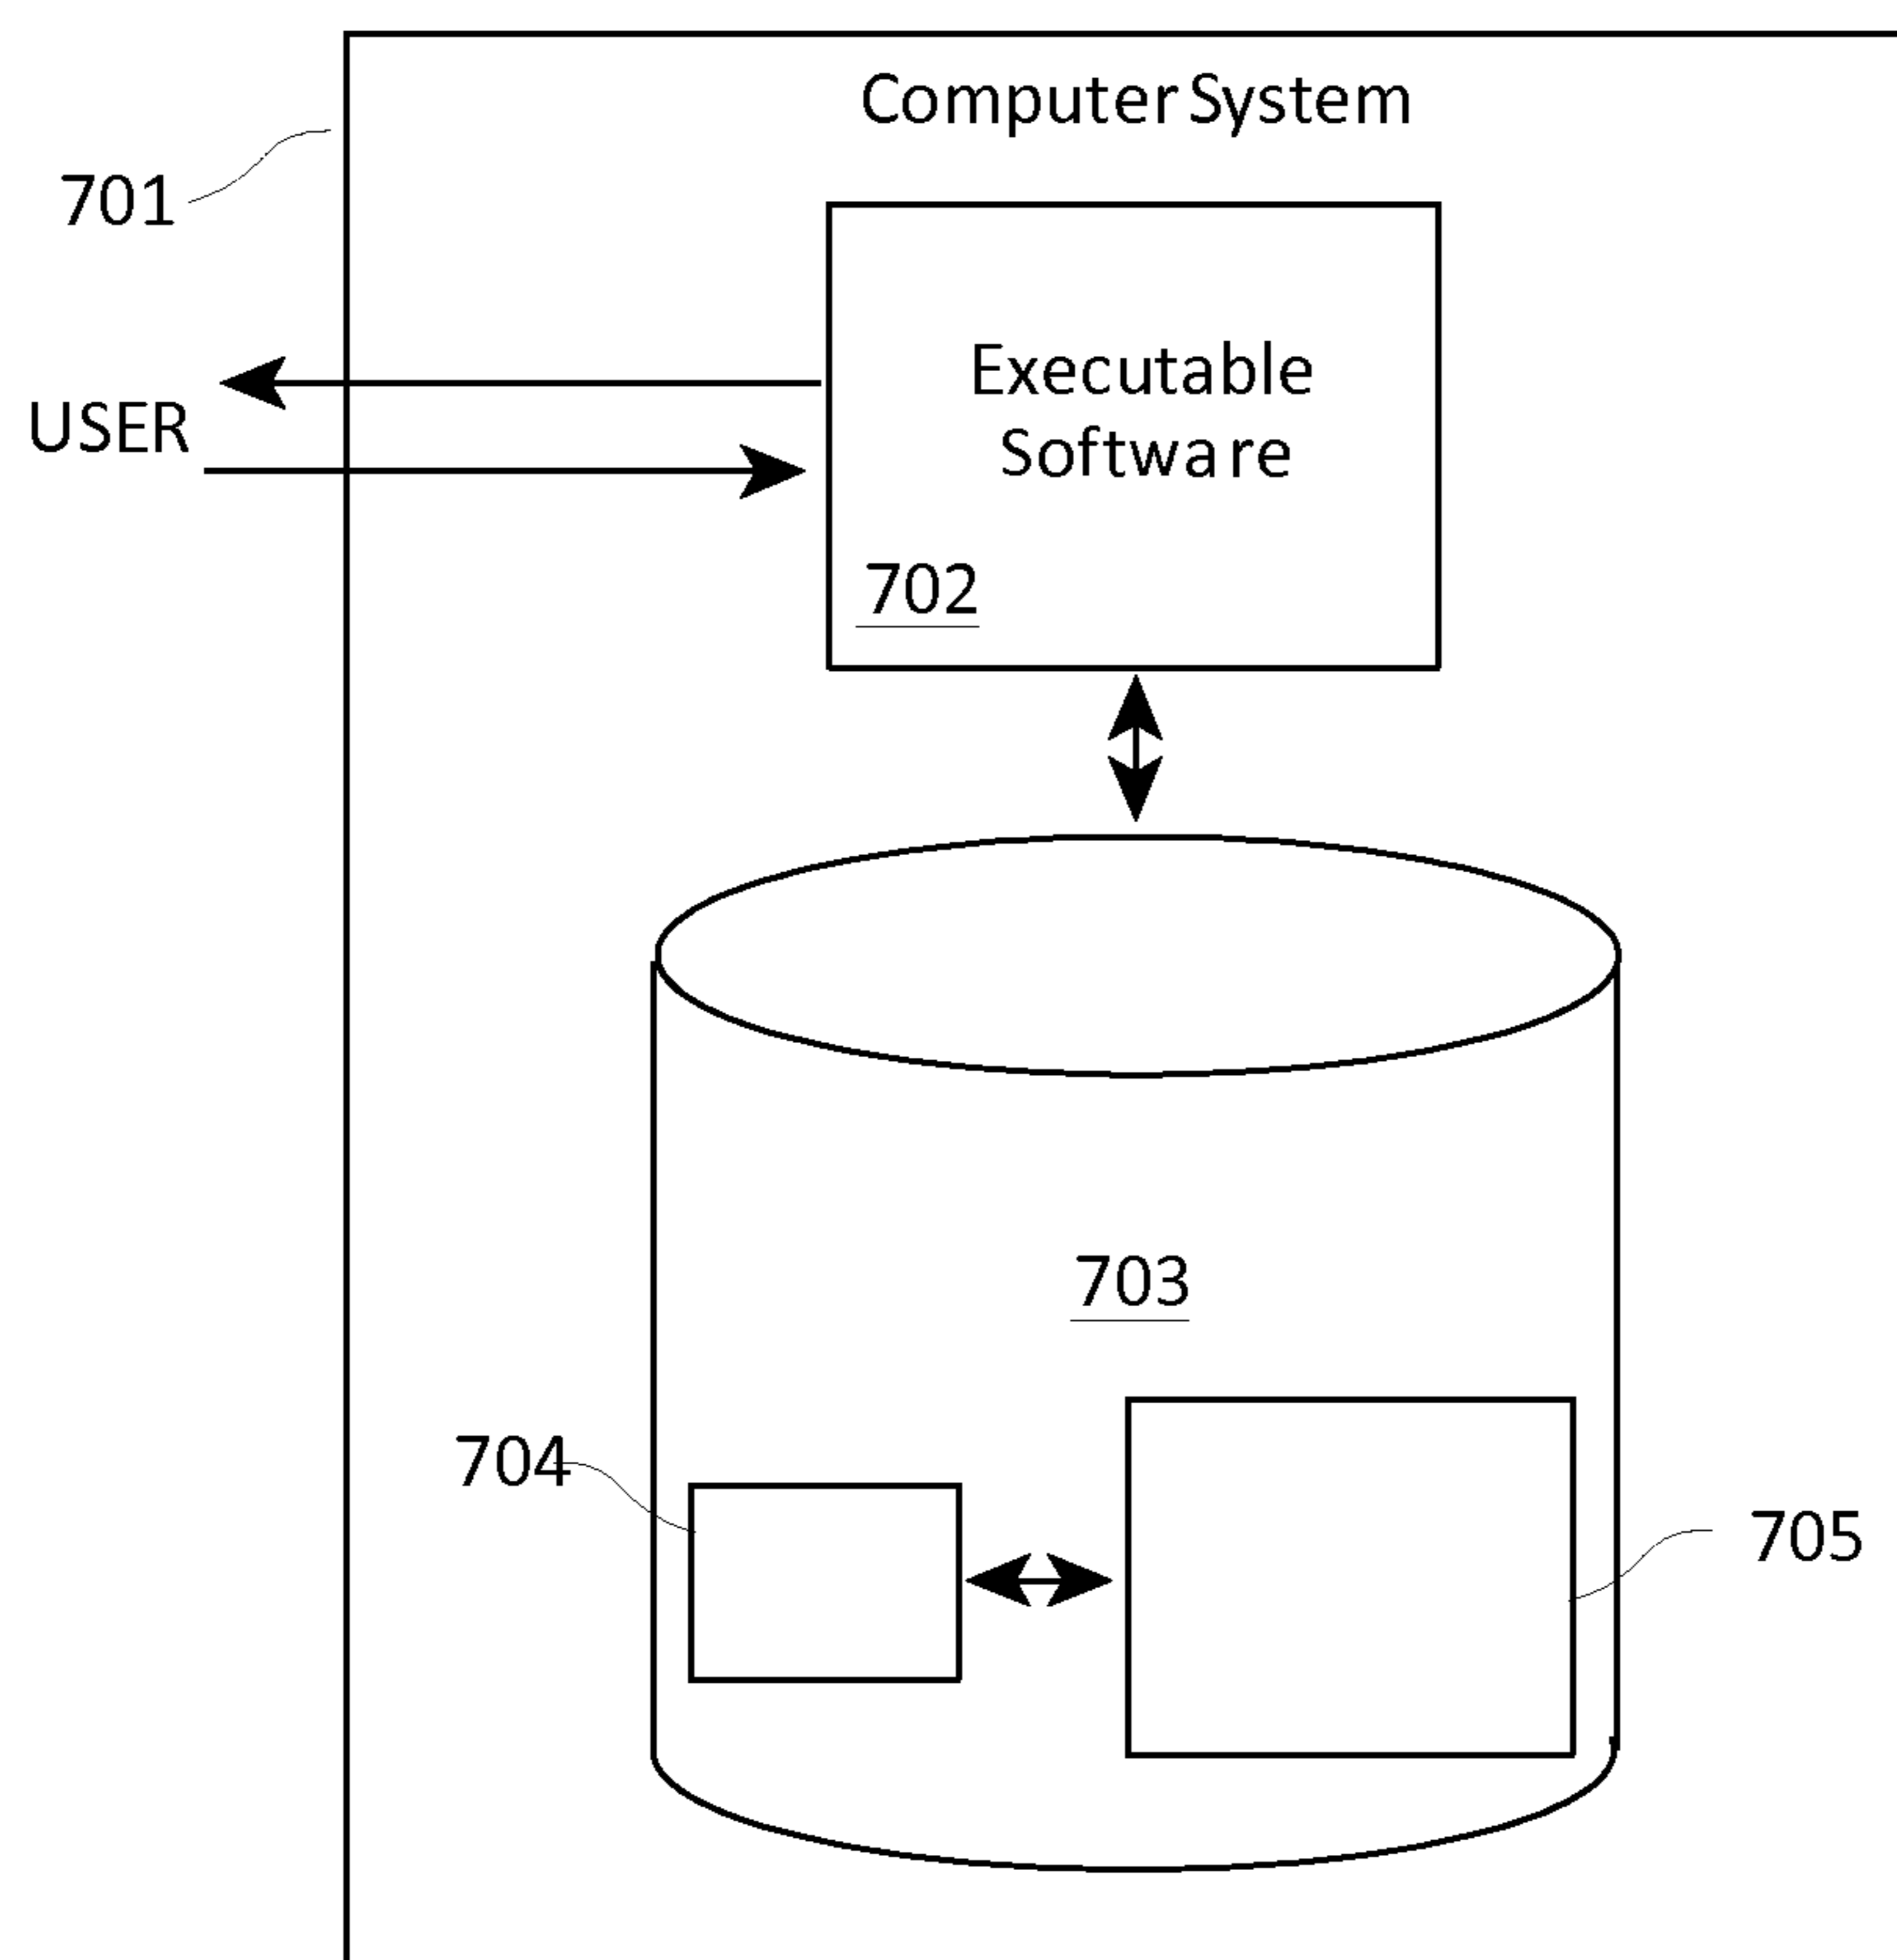 Computer System
701
Executable
Software
USER
702
703
704
705